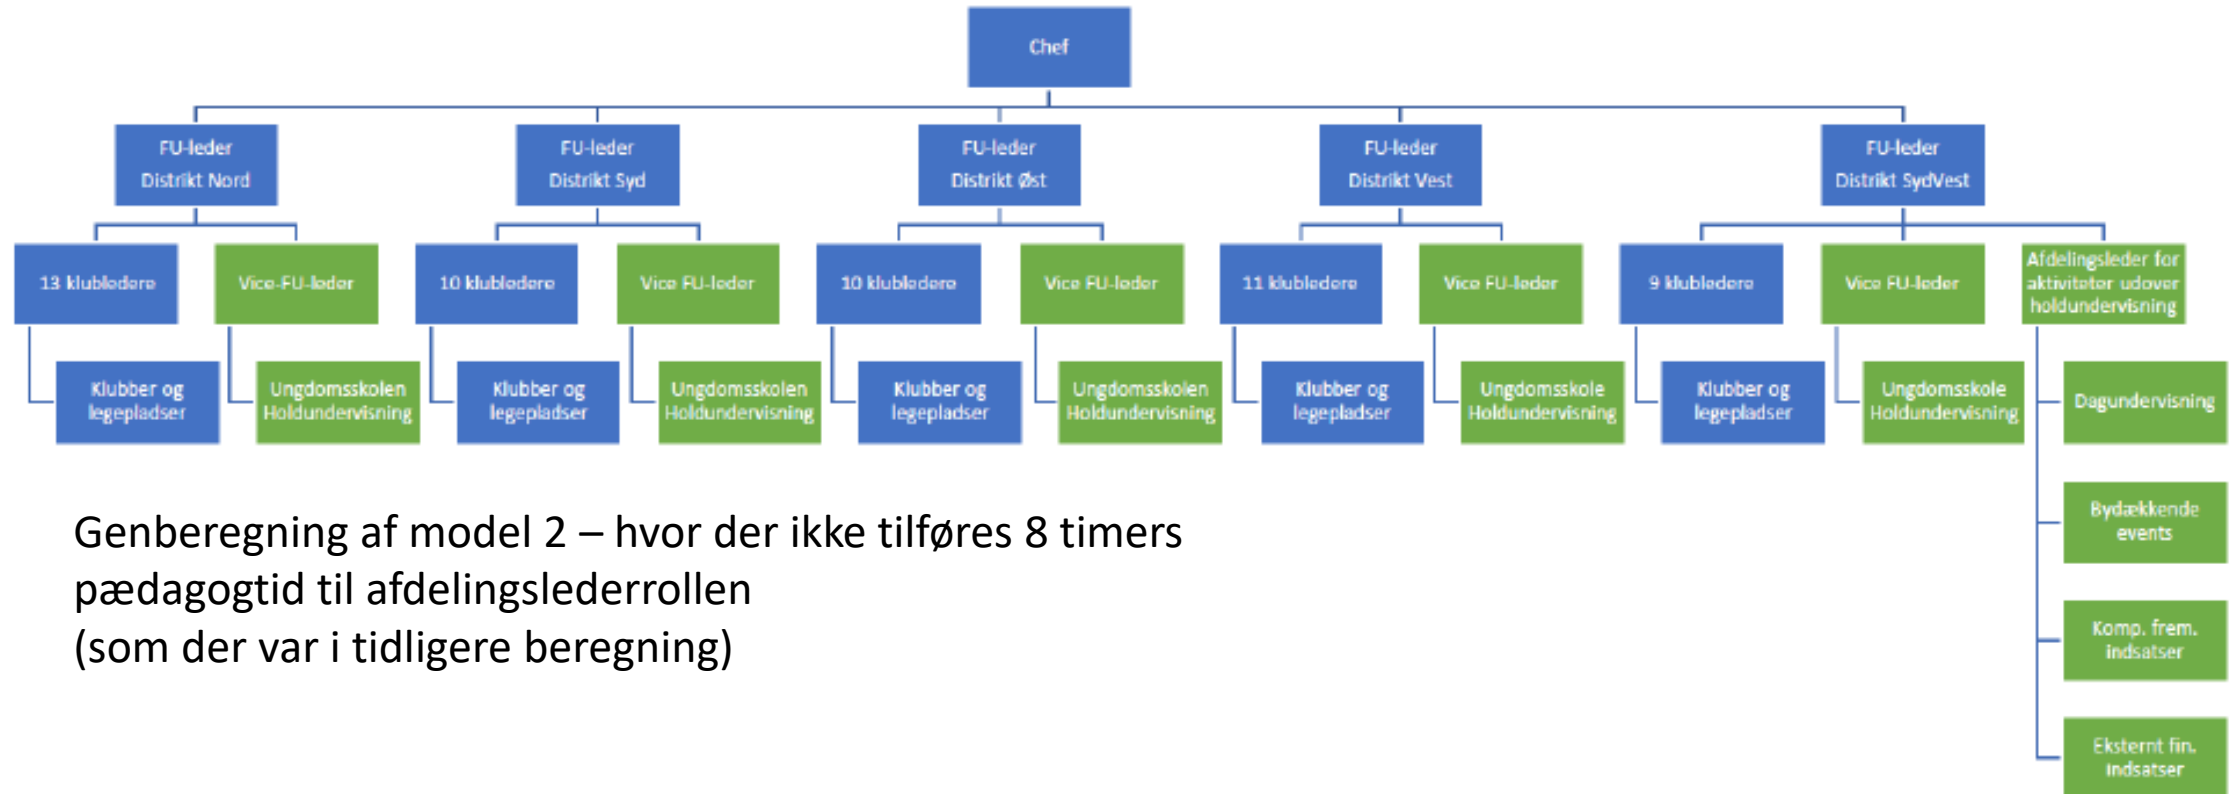 Chef
FU-leder
Distrikt Nord
FU-leder
Distrikt Syd
FU-leder
Distrikt Øst
FU-leder
Distrikt Vest
FU-leder
Distrikt SydVest
13 klubledere
Vice-FU-leder
10 klubledere
Vice FU-leder
10 klubledere
Vice FU-leder
11 klubledere
Vice FU-leder
9 klubledere
Vice FU-leder
Afdelingsleder for
aktiviteter udover
holdundervisning
Klubber og
legepladser
Ungdomsskolen
Holdundervisning
Klubber og
legepladser
Ungdomsskolen
Holdundervisning
Klubber og
legepladser
Ungdomsskolen
Holdundervisning
Klubber og
legepladser
Ungdomsskole
Holdundervisning
Klubber og
legepladser
Ungdomsskole
Holdundervisning
Dagundervisning
Bydækkende
events
Komp. frem.
indsatser
Eksternt fin.
indsatser
Genberegning af model 2 – hvor der ikke tilføres 8 timers
pædagogtid til afdelingslederrollen
(som der var i tidligere beregning)